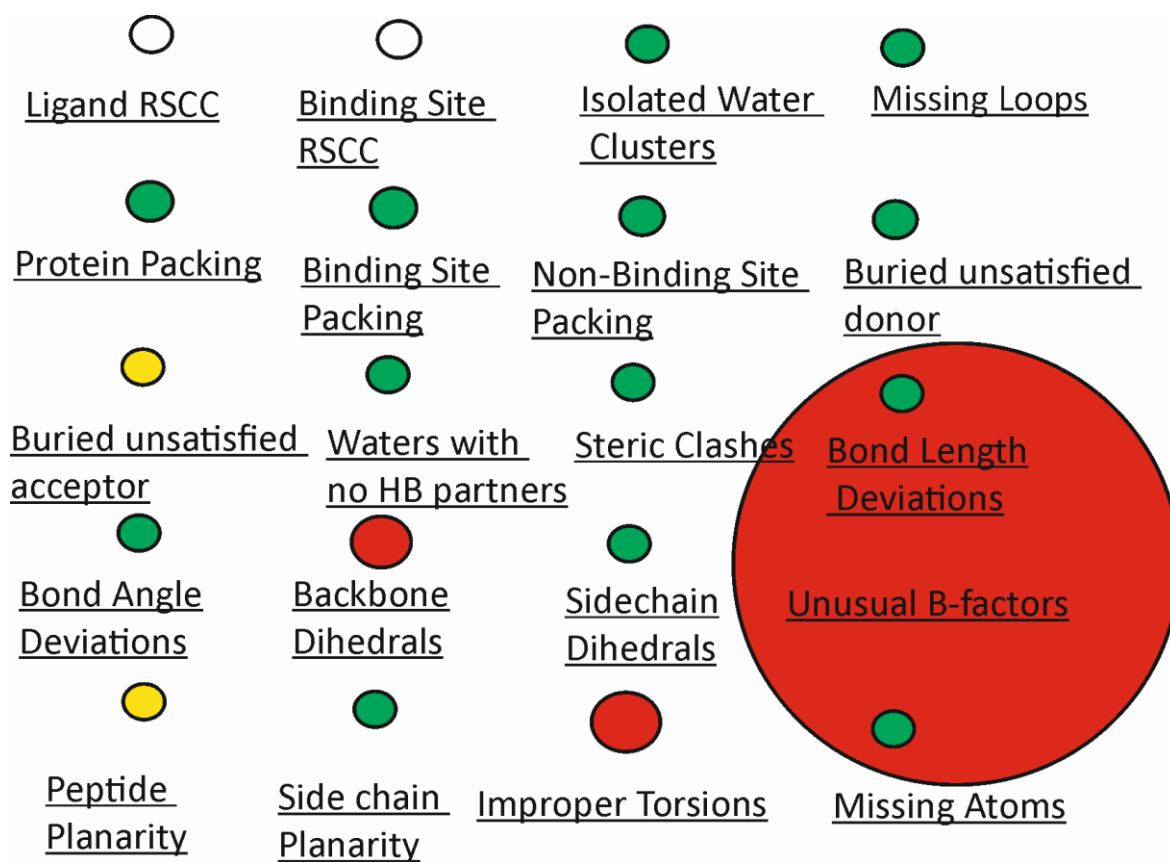 Ligand RSCC
Binding Site
RSCC
Isolated Water
Clusters
Missing Loops
Protein Packing
Binding Site
Packing
Non-Binding Site
Packing
Buried unsatisfied
donor
Buried unsatisfied
acceptor
Waters with
no HB partners
Steric Clashes
Bond Length
Deviations
Bond Angle
Deviations
Backbone
Dihedrals
Sidechain
Dihedrals
Unusual B-factors
Peptide
Planarity
Side chain
Planarity
Improper Torsions
Missing Atoms